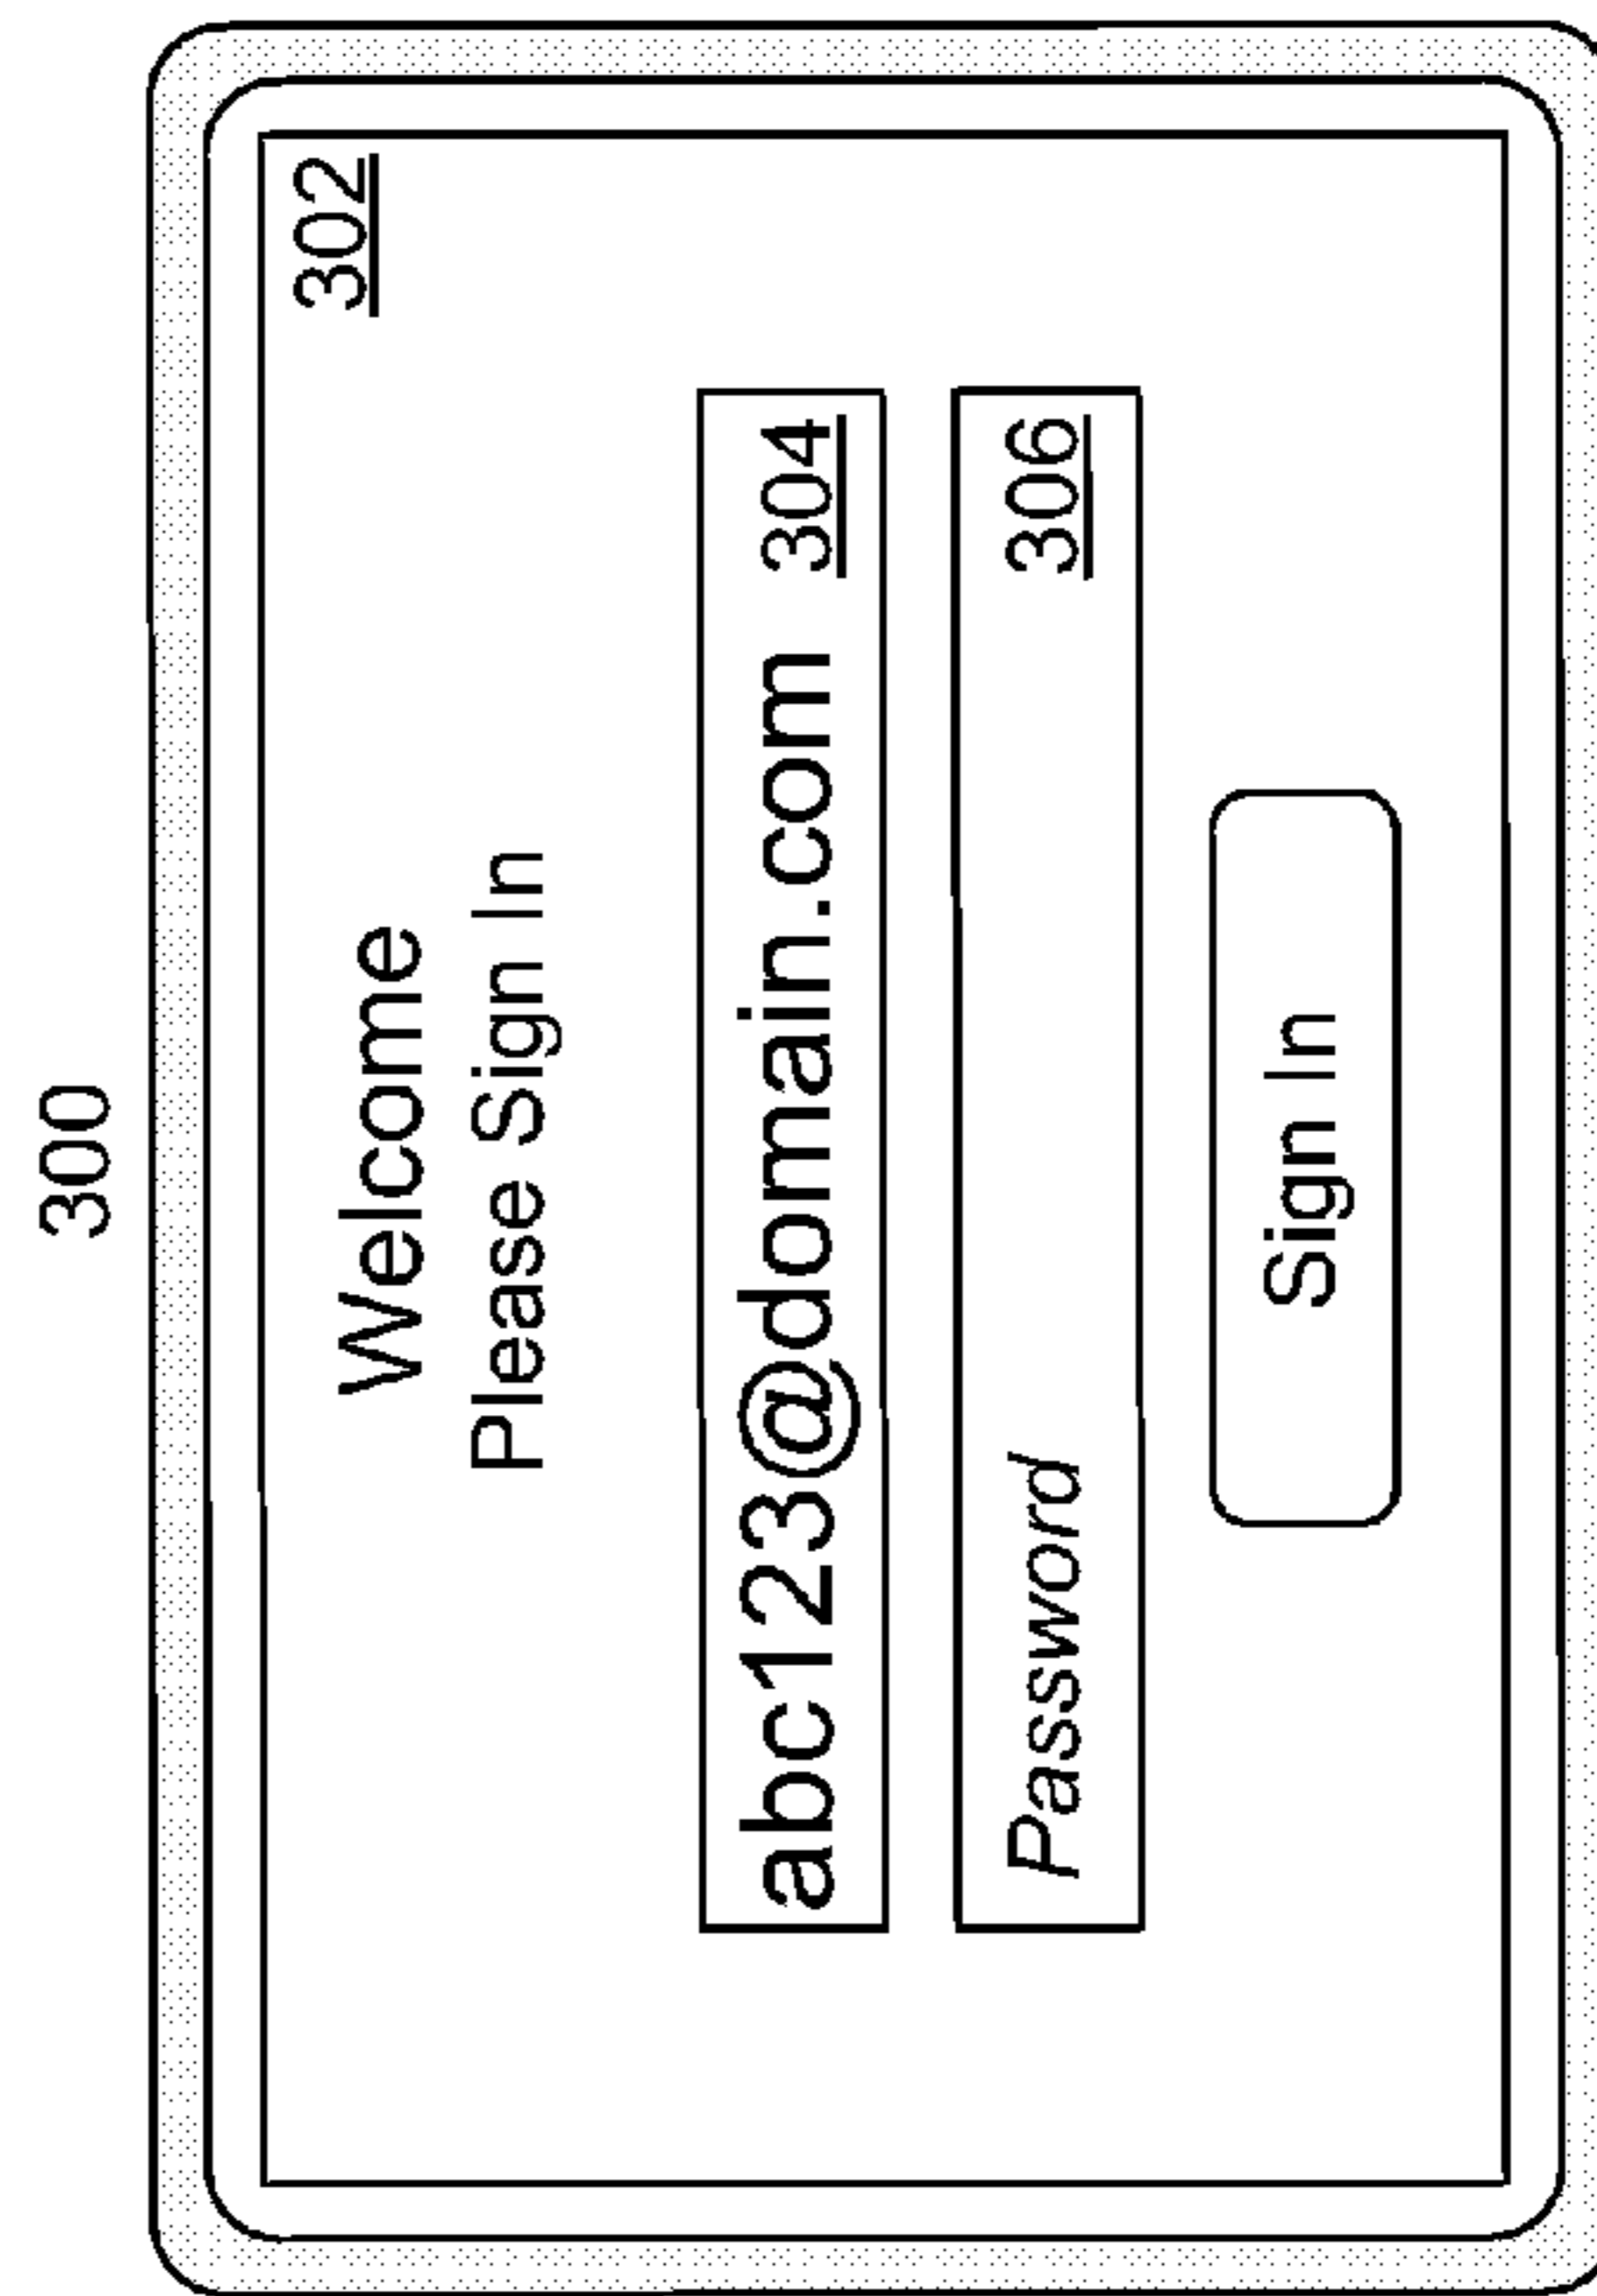 300
302
Welcome
Please Sign In
abc123@domain.com 304
Password 306
Sign In